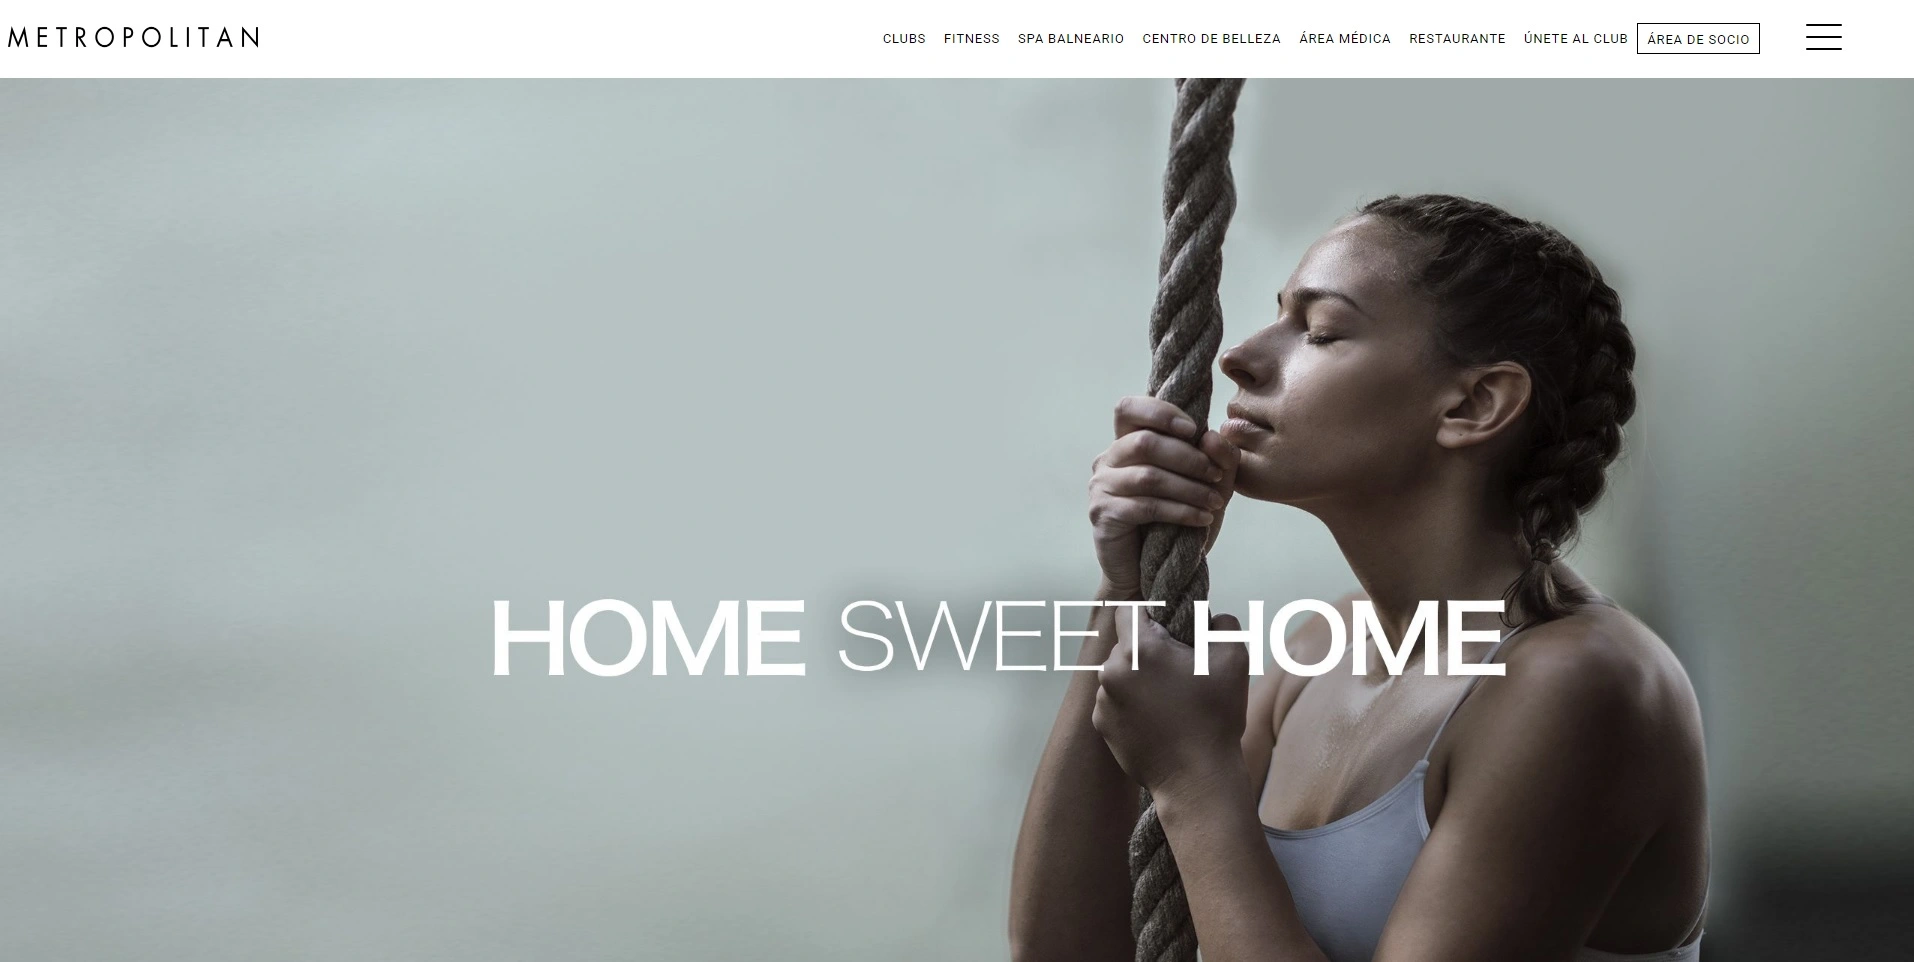 METROPOLITAN
CLUBS FITNESS SPA BALNEARIO CENTRO DE BELLEZA ÁREA MÉDICA RESTAURANTE ÚNETE AL CLUB ÁREA DE SOCIO
HOME SWEET HOME